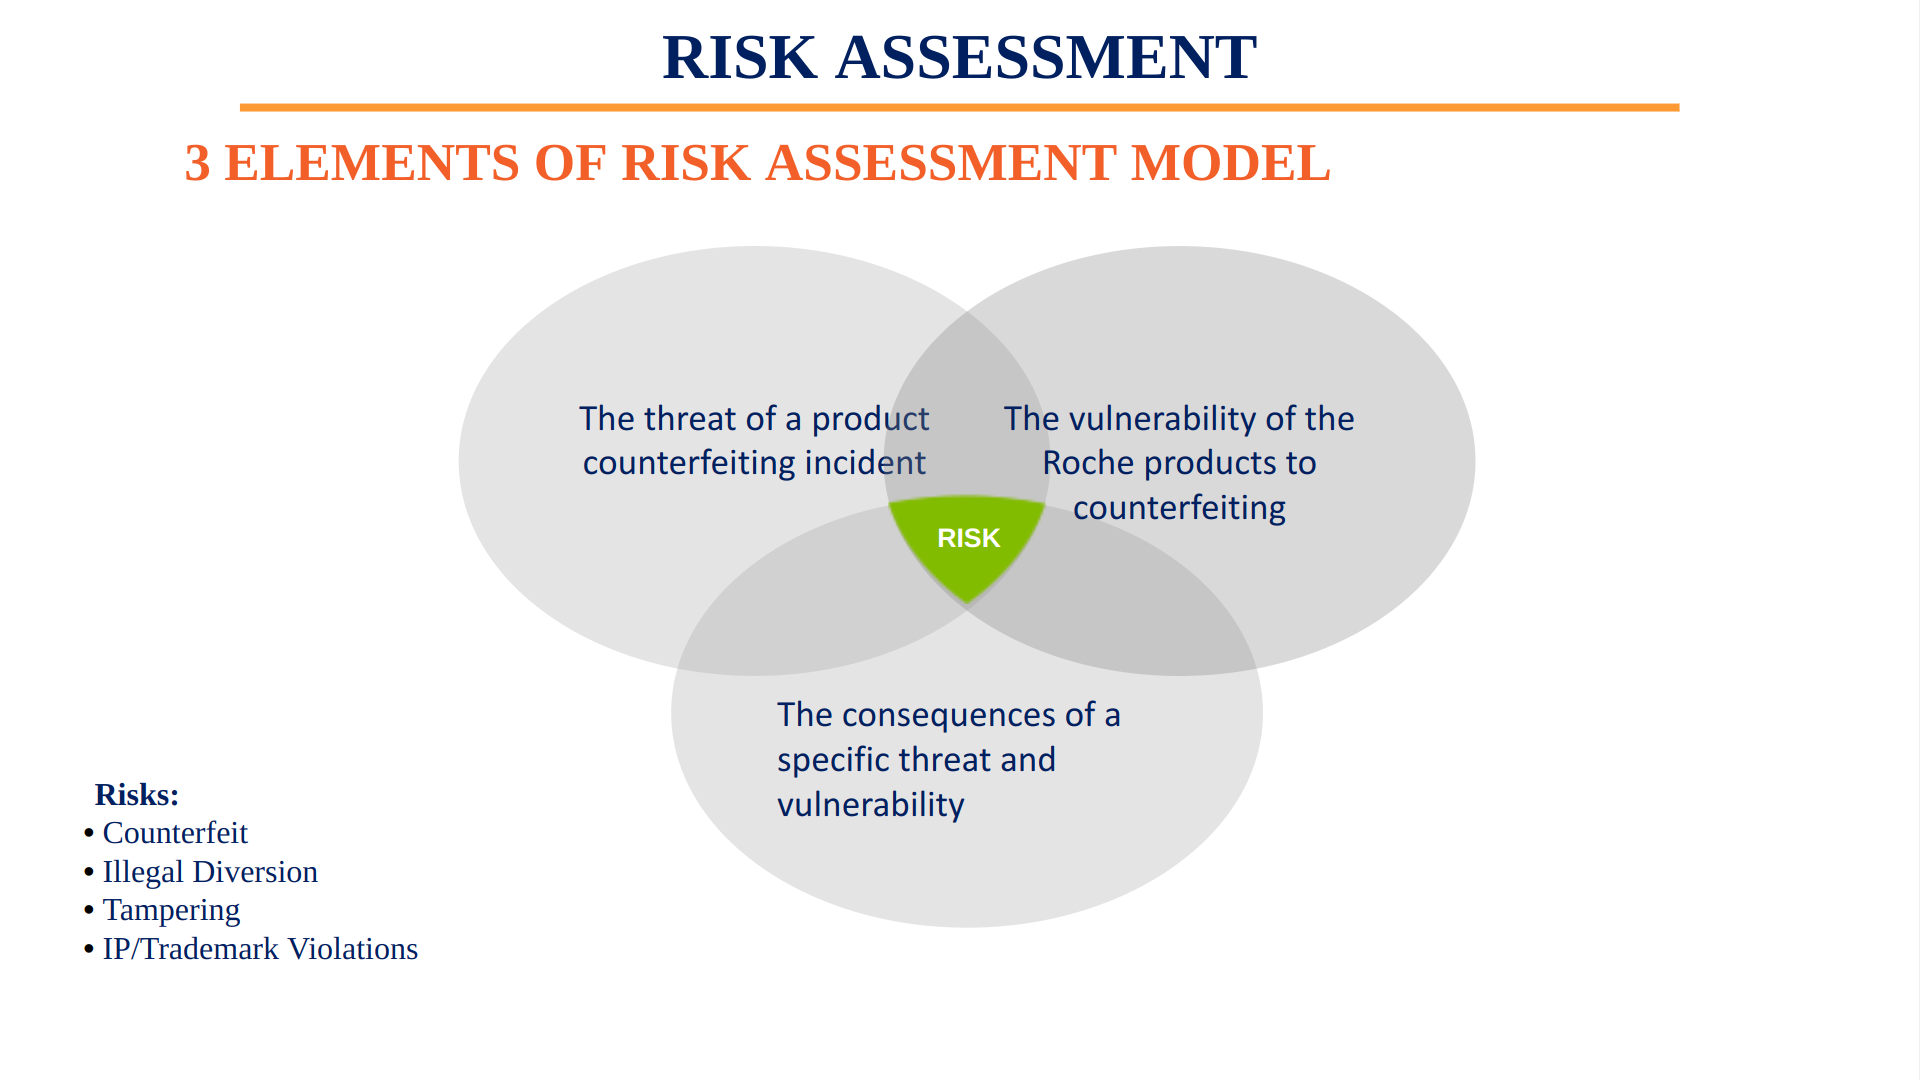 RISK ASSESSMENT
3 ELEMENTS OF RISK ASSESSMENT MODEL
The threat of a product
counterfeiting incident
The vulnerability of the
Roche products to
counterfeiting
RISK
The consequences of a
specific threat and
vulnerability
Risks:
• Counterfeit
• Illegal Diversion
• Tampering
• IP/Trademark Violations